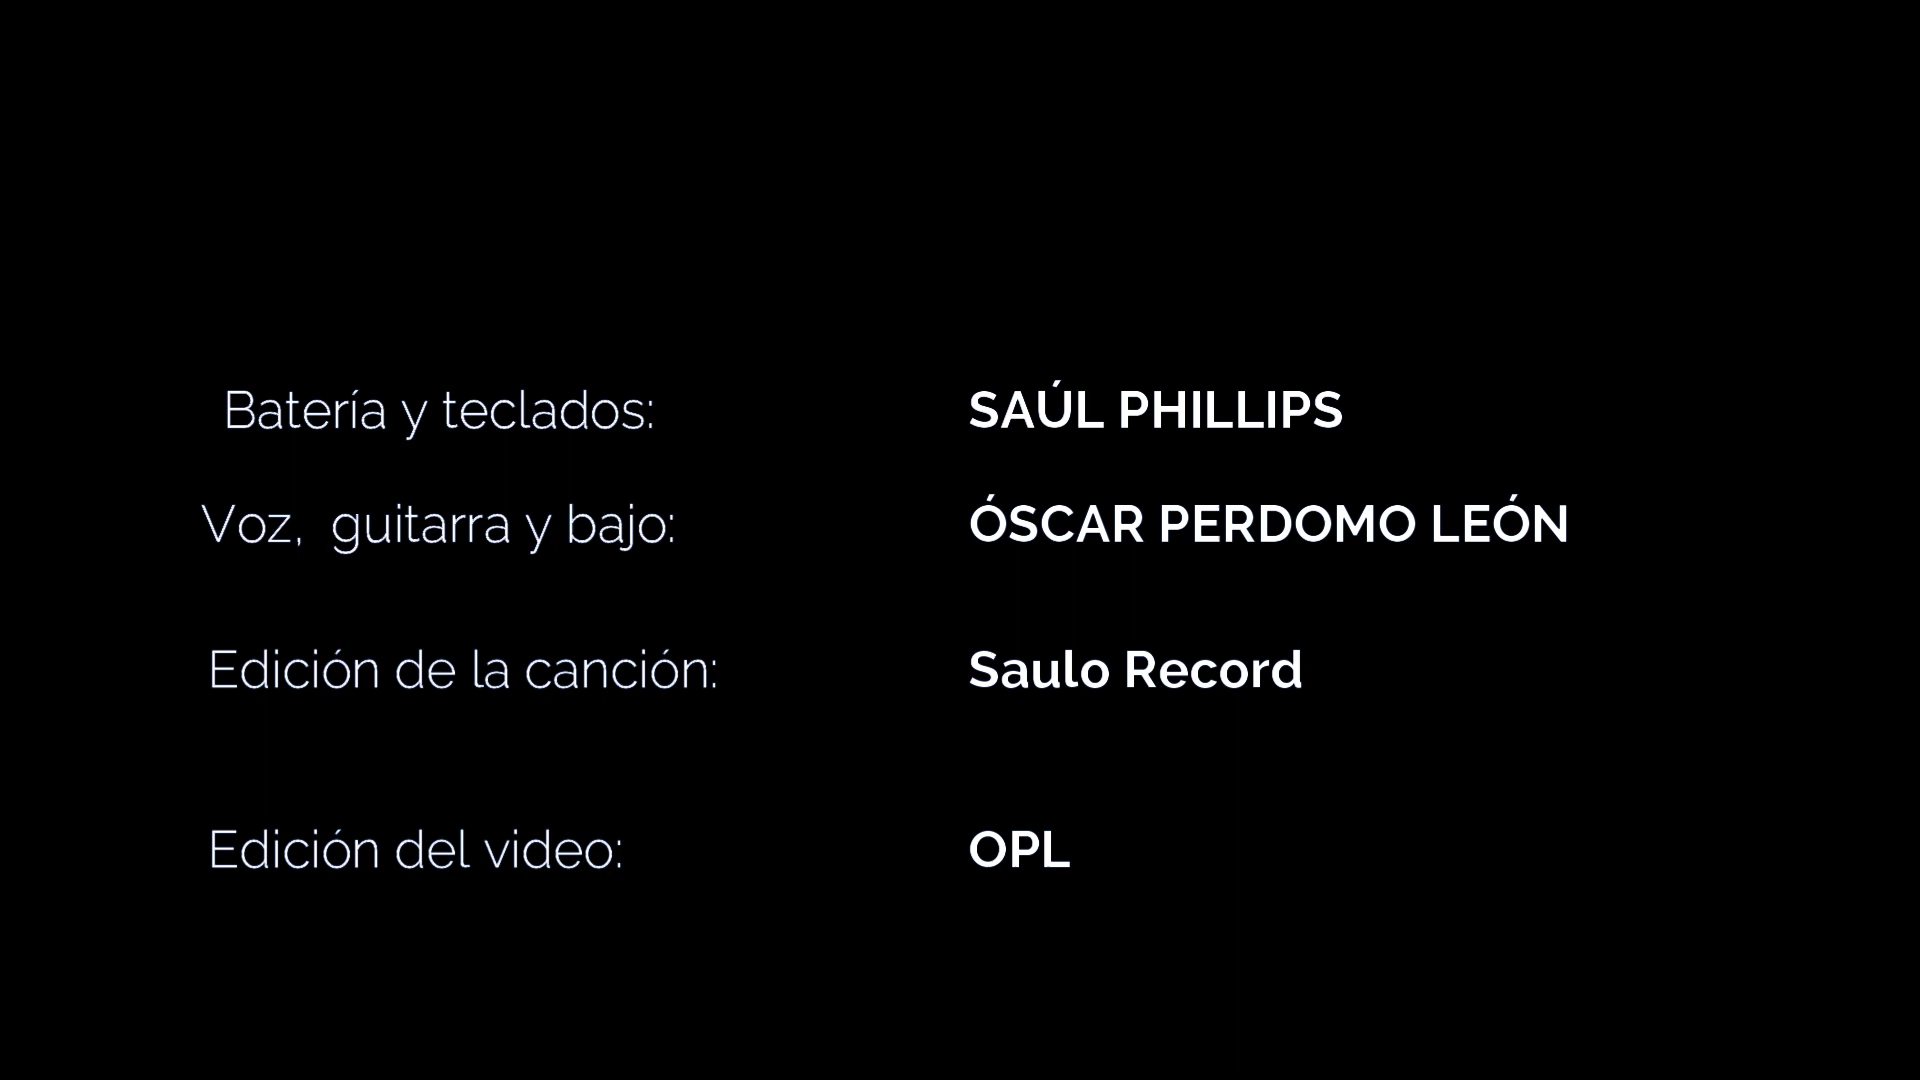 Batería y teclados: SAÚL PHILLIPS
Voz,  guitarra y bajo: ÓSCAR PERDOMO LEÓN
Edición de la canción: Saulo Record
Edición del video: OPL